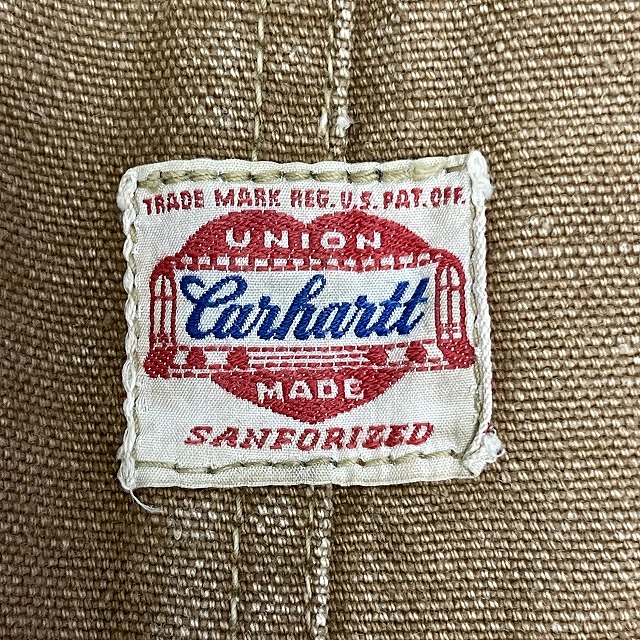 TRADE MARK REG. U.S. PAT. OFF.
UNION
Carhartt
MADE
SANFORIZED